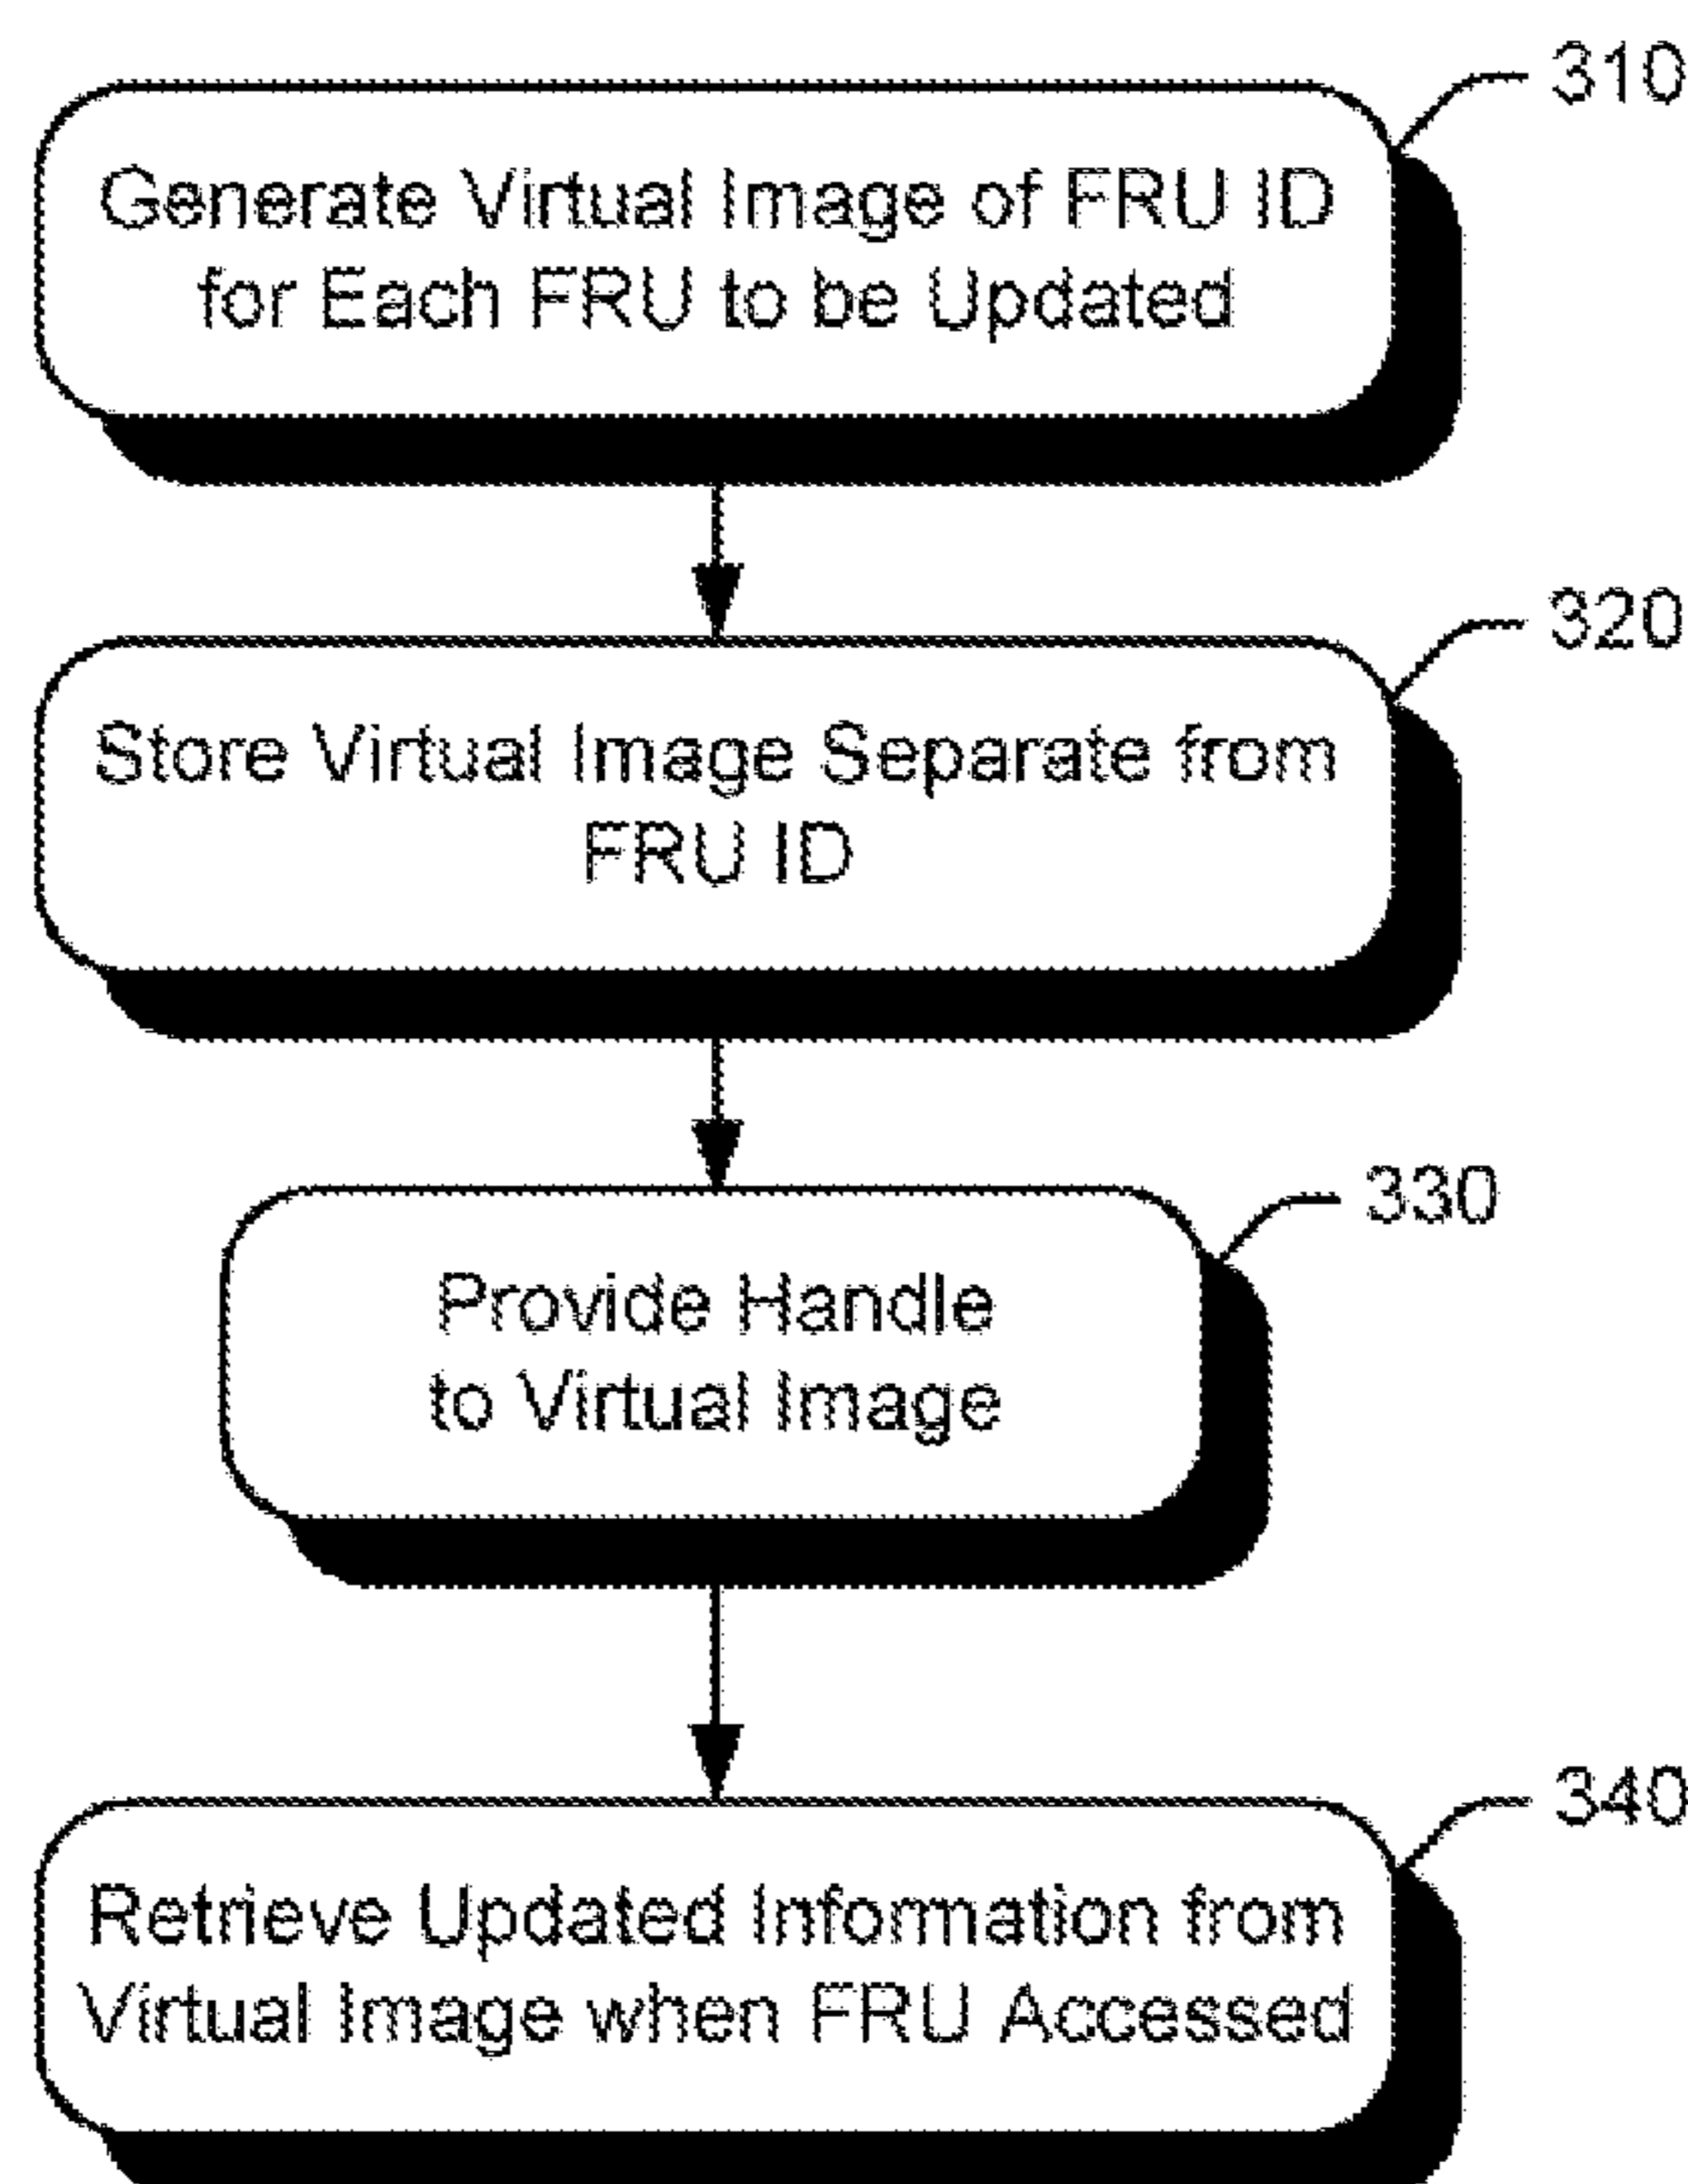 310
Generate Virtual Image of FRU ID
for Each FRU to be Updated
320
Store Virtual Image Separate from
FRU ID
330
Provide Handle
to Virtual Image
340
Retrieve Updated Information from
Virtual Image when FRU Accessed